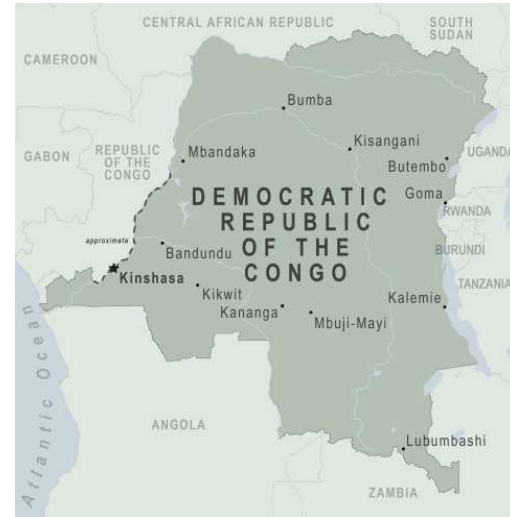 CENTRAL AFRICAN REPUBLIC
SOUTH
SUDAN
CAMEROON
Bumba
Kisangani
Mbandaka
UGANDA
GABON
REPUBLIC
OF THE
CONGO
Butembo
DEMOCRATIC
REPUBLIC
OF THE
CONGO
Goma
RWANDA
approximate
Bandundu
BURUNDI
Kinshasa
TANZANIA
Kikwit
Kananga
Mbuji-Mayi
Kalemie
Atlantic Ocean
ANGOLA
Lubumbashi
ZAMBIA